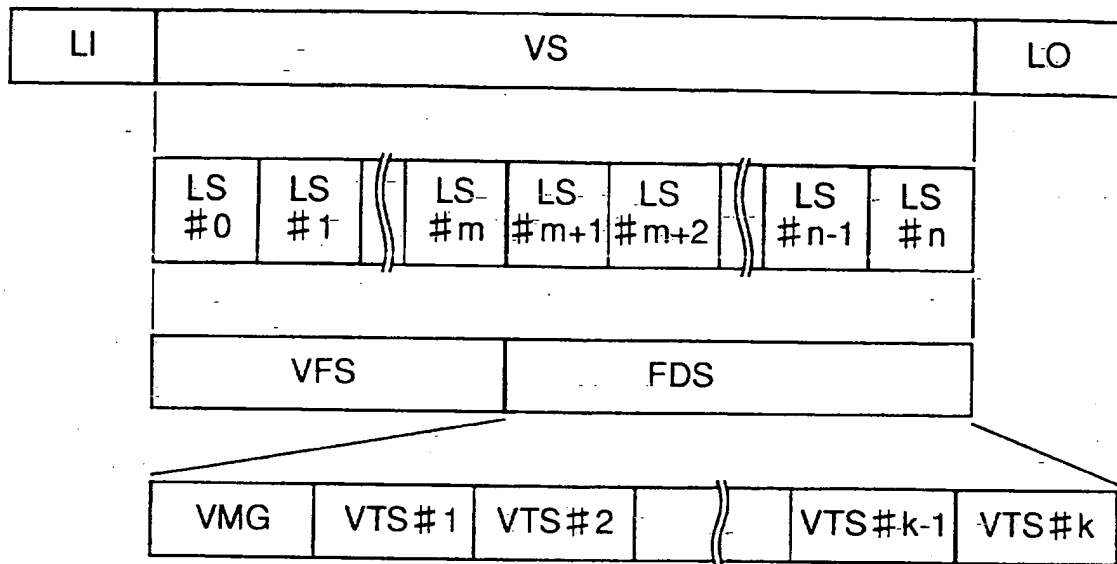 LI VS LO
LS LS LS LS LS LS LS
#0 #1 #m #m+1 #m+2 #n-1 #n
VFS FDS
VMG VTS#1 VTS#2 VTS#k-1 VTS#k